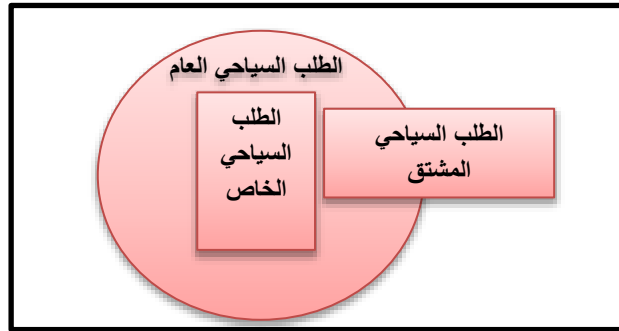 الطلب السياحي العام
الطلب
السياحي
الخاص
الطلب السياحي
المشتق